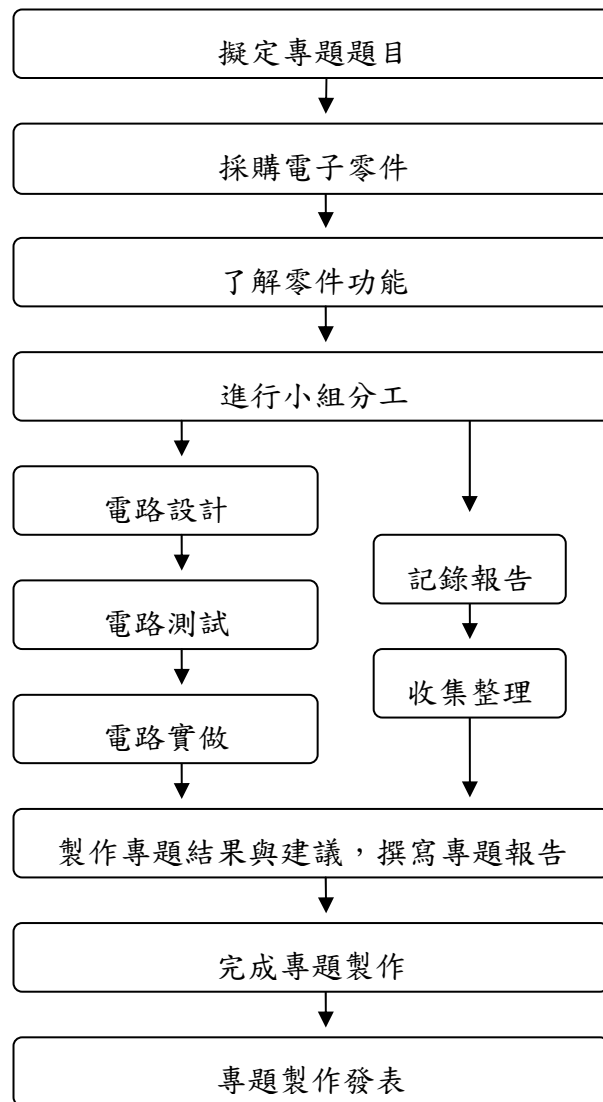 擬定專題題目
採購電子零件
了解零件功能
進行小組分工
電路設計
電路測試
電路實做
記錄報告
收集整理
製作專題結果與建議，撰寫專題報告
完成專題製作
專題製作發表